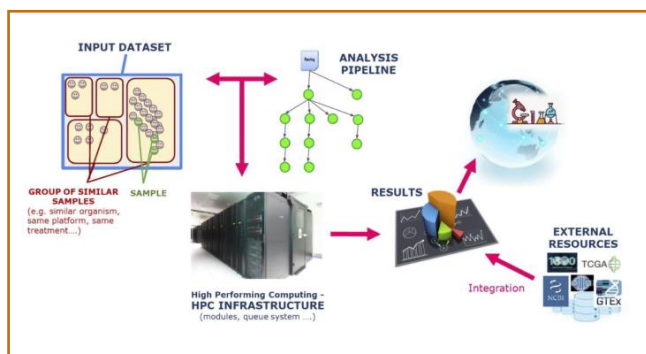 INPUT DATASET
ANALYSIS
PIPELINE
fastq
GROUP OF SIMILAR
SAMPLES
(e.g. similar organism,
same platform, same
treatment....)
SAMPLE
RESULTS
High Performing Computing -
HPC INFRASTRUCTURE
(modules, queue system ....)
EXTERNAL
RESOURCES
TCGA
NCBI
GTEx
Integration